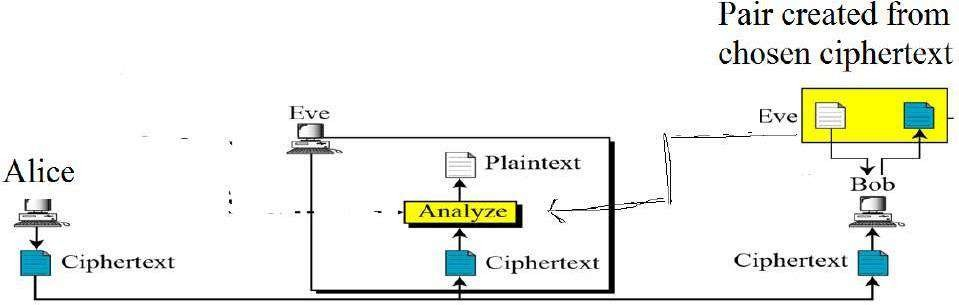 Pair created from
chosen ciphertext
Eve
Eve
Alice
Plaintext
Bob
Analyze
Ciphertext
Ciphertext
Ciphertext